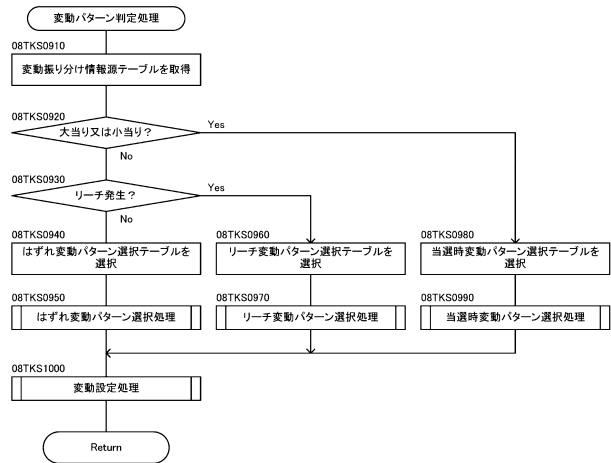 変動パターン判定処理
08TKS0910
変動振り分け情報源テーブルを取得
08TKS0920
大当り又は小当り？
Yes
No
08TKS0930
リーチ発生？
Yes
No
08TKS0940
はずれ変動パターン選択テーブルを
選択
08TKS0960
リーチ変動パターン選択テーブルを
選択
08TKS0980
当選時変動パターン選択テーブルを
選択
08TKS0950
はずれ変動パターン選択処理
08TKS0970
リーチ変動パターン選択処理
08TKS0990
当選時変動パターン選択処理
08TKS1000
変動設定処理
Return